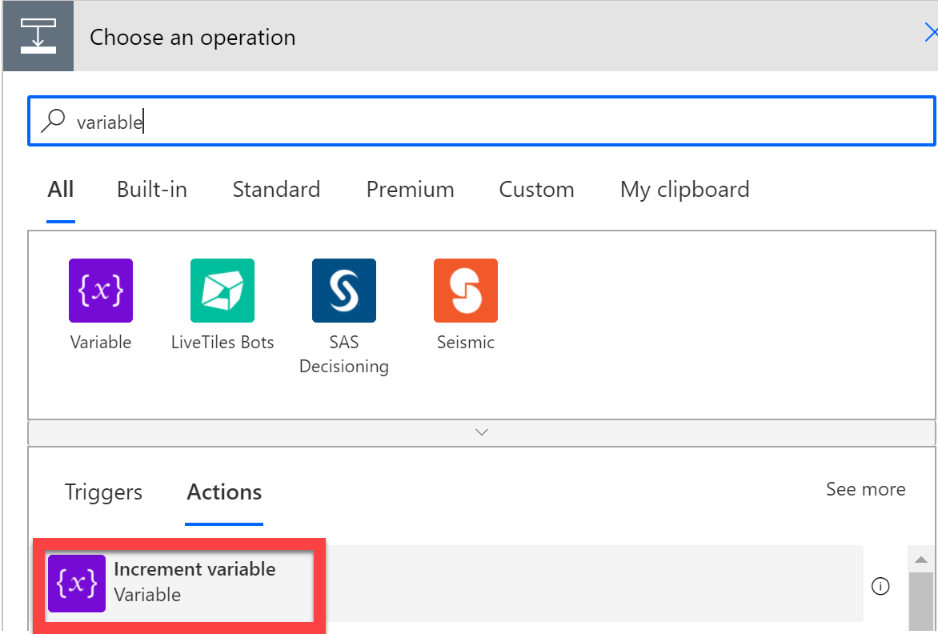 Choose an operation
variable
All Built-in Standard Premium Custom My clipboard
{x}
Variable LiveTiles Bots SAS Seismic
Decisioning
Triggers Actions See more
{x} Increment variable
Variable